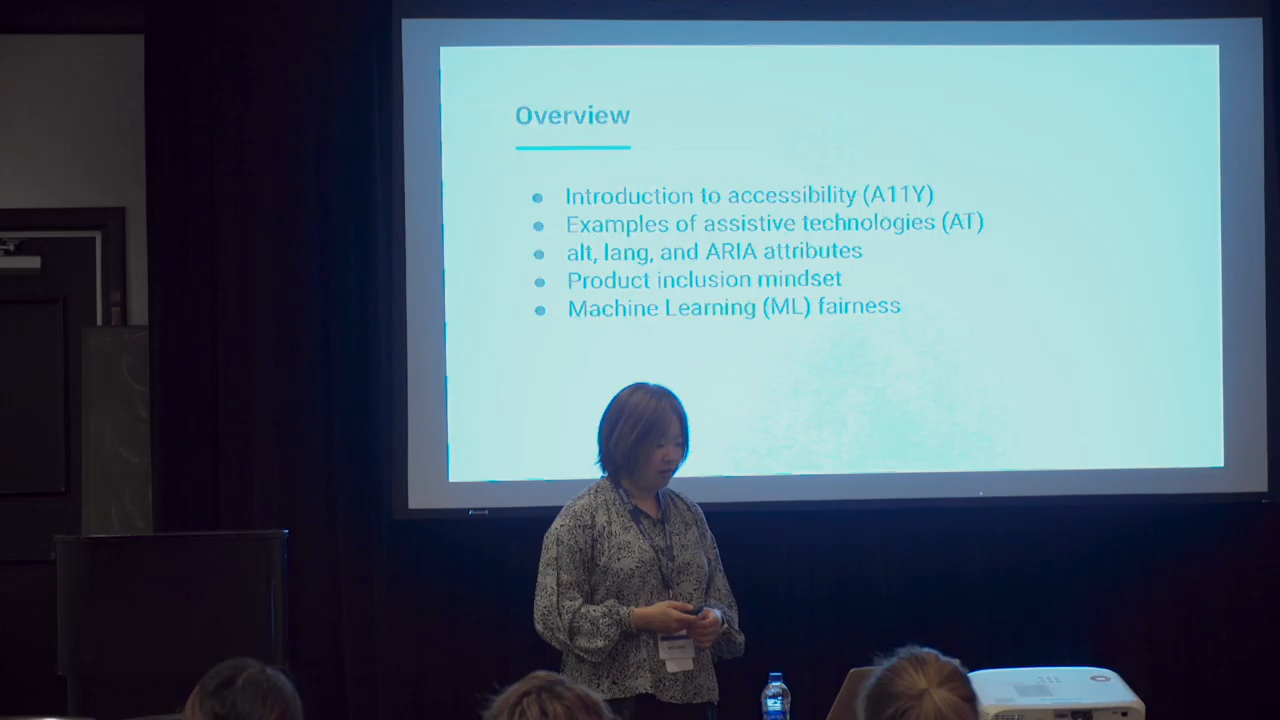 Overview
Introduction to accessibility (A11Y)
Examples of assistive technologies (AT)
alt, lang, and ARIA attributes
Product inclusion mindset
Machine Learning (ML) fairness